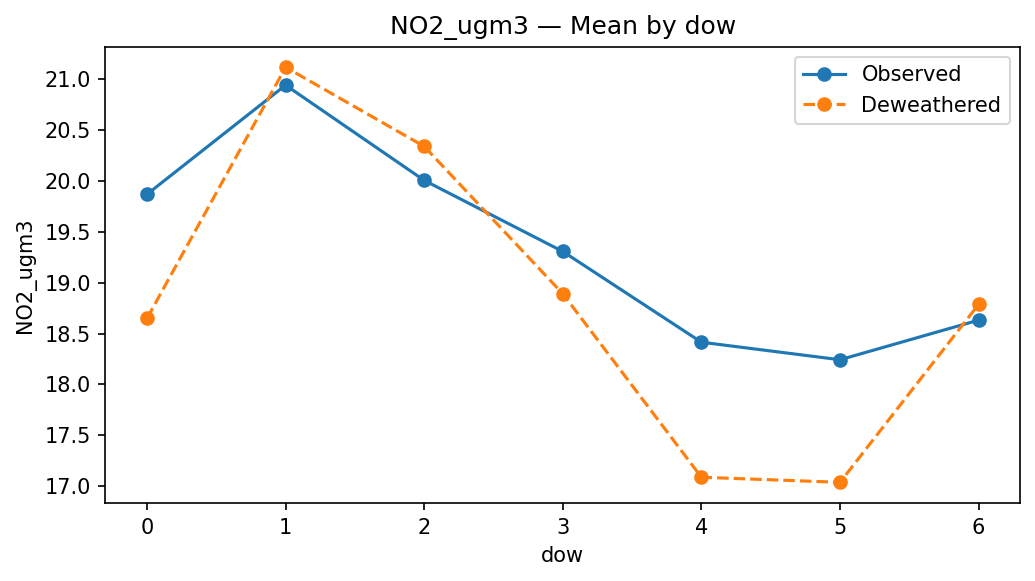 NO2_ugm3 — Mean by dow
Observed
Deweathered
NO2_ugm3
21.0
20.5
20.0
19.5
19.0
18.5
18.0
17.5
17.0
0 1 2 3 4 5 6
dow